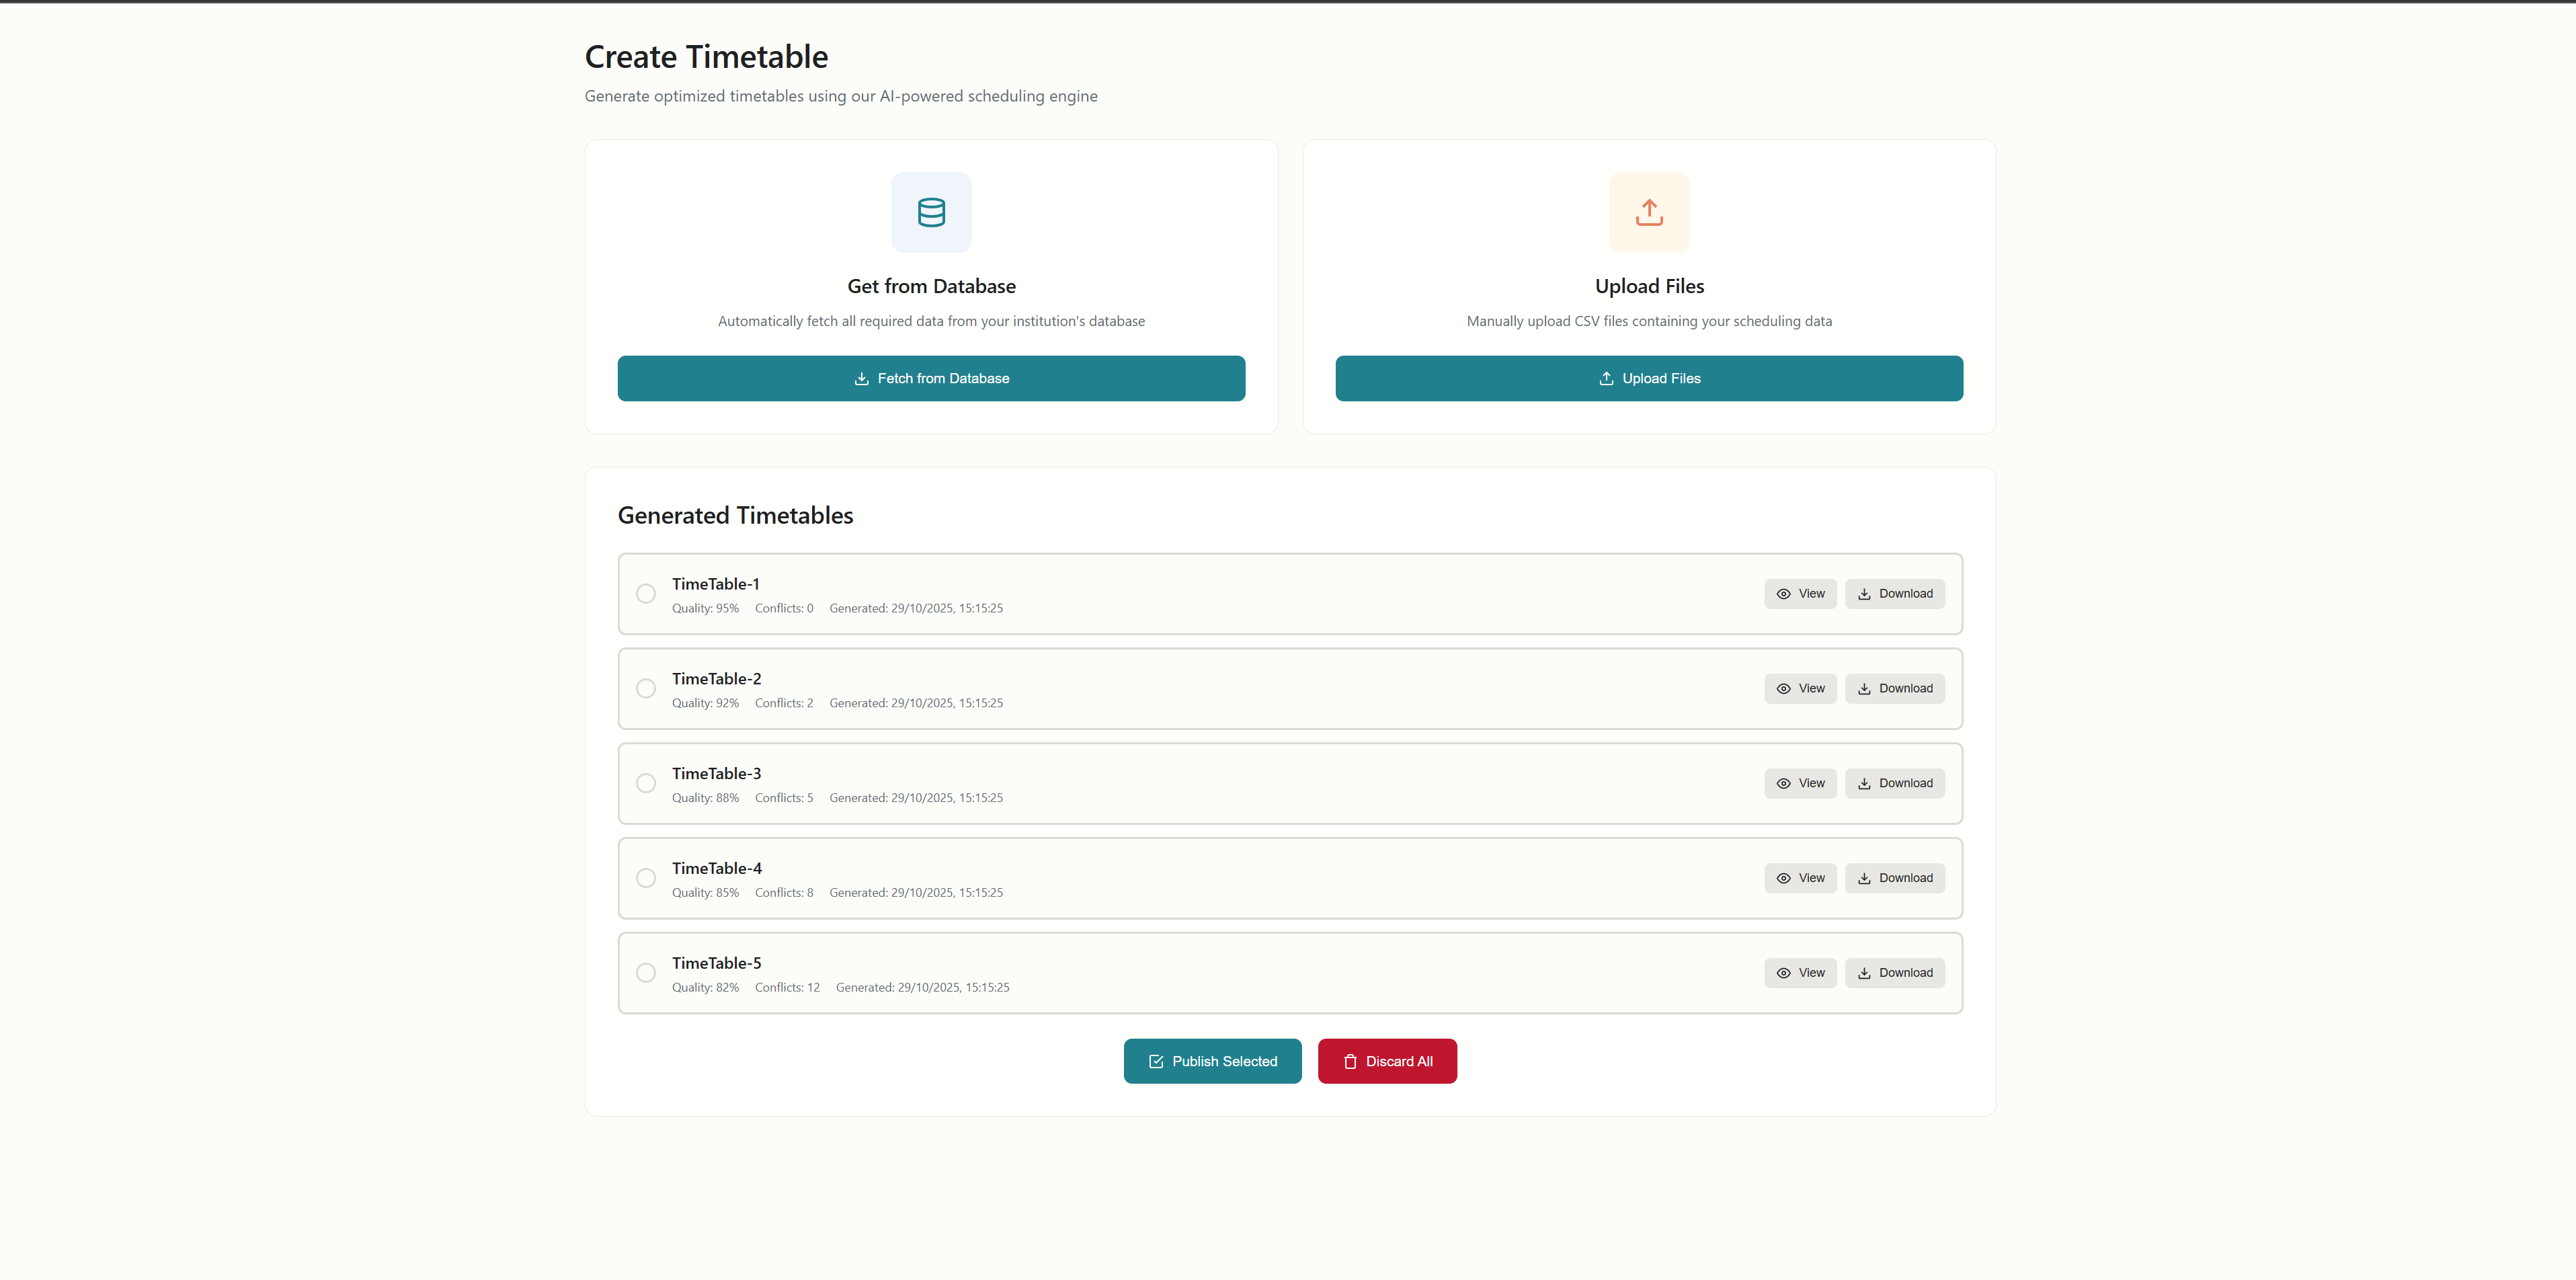 Create Timetable
Generate optimized timetables using our AI-powered scheduling engine
Get from Database
Automatically fetch all required data from your institution's database
Fetch from Database
Upload Files
Manually upload CSV files containing your scheduling data
Upload Files
Generated Timetables
TimeTable-1
Quality: 95% Conflicts: 0 Generated: 29/10/2025, 15:15:25
View Download
TimeTable-2
Quality: 92% Conflicts: 2 Generated: 29/10/2025, 15:15:25
View Download
TimeTable-3
Quality: 88% Conflicts: 5 Generated: 29/10/2025, 15:15:25
View Download
TimeTable-4
Quality: 85% Conflicts: 8 Generated: 29/10/2025, 15:15:25
View Download
TimeTable-5
Quality: 82% Conflicts: 12 Generated: 29/10/2025, 15:15:25
View Download
Publish Selected Discard All